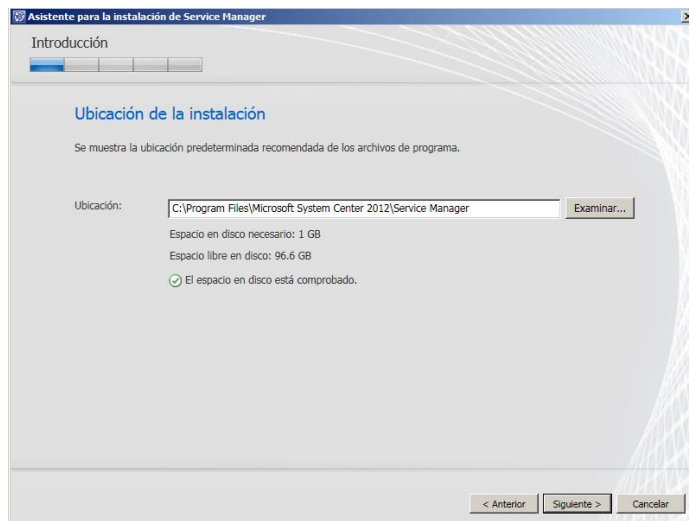 Asistente para la instalación de Service Manager
Introducción
Ubicación de la instalación
Se muestra la ubicación predeterminada recomendada de los archivos de programa.
Ubicación:
C:\Program Files\Microsoft System Center 2012\Service Manager
Examinar...
Espacio en disco necesario: 1 GB
Espacio libre en disco: 96.6 GB
El espacio en disco está comprobado.
< Anterior
Siguiente >
Cancelar